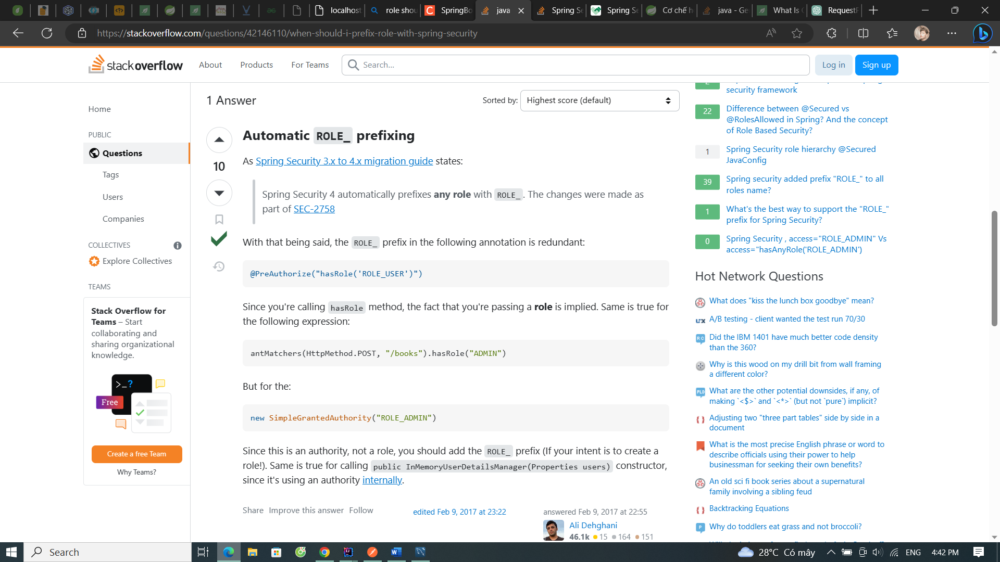 localhost
role shou
SpringBo
java
Spring Se
Spring Se
Cơ chế h
java - Ge
What Is
RequestF
https://stackoverflow.com/questions/42146110/when-should-i-prefix-role-with-spring-security
stackoverflow
About
Products
For Teams
Search...
Log in
Sign up
Home
PUBLIC
Questions
Tags
Users
Companies
COLLECTIVES
Explore Collectives
TEAMS
Stack Overflow for
Teams – Start
collaborating and
sharing organizational
knowledge.
>_?
Free
Create a free Team
Why Teams?
1 Answer
Sorted by:
Highest score (default)
10
Automatic ROLE_ prefixing
As Spring Security 3.x to 4.x migration guide states:
Spring Security 4 automatically prefixes any role with ROLE_. The changes were made as
part of SEC-2758
With that being said, the ROLE_ prefix in the following annotation is redundant:
@PreAuthorize("hasRole('ROLE_USER')")
Since you're calling hasRole method, the fact that you're passing a role is implied. Same is true for
the following expression:
antMatchers(HttpMethod.POST, "/books").hasRole("ADMIN")
But for the:
new SimpleGrantedAuthority("ROLE_ADMIN")
Since this is an authority, not a role, you should add the ROLE_ prefix (If your intent is to create a
role!). Same is true for calling public InMemoryUserDetailsManager(Properties users) constructor,
since it's using an authority internally.
Share Improve this answer Follow
edited Feb 9, 2017 at 23:22
answered Feb 9, 2017 at 22:55
Ali Dehghani
46.1k 15 164 151
security framework
22
Difference between @Secured vs
@RolesAllowed in Spring? And the concept
of Role Based Security?
1
Spring Security role hierarchy @Secured
JavaConfig
39
Spring security added prefix "ROLE_" to all
roles name?
1
What's the best way to support the "ROLE_"
prefix for Spring Security?
0
Spring Security , access="ROLE_ADMIN" Vs
access="hasAnyRole('ROLE_ADMIN')
Hot Network Questions
What does "kiss the lunch box goodbye" mean?
A/B testing - client wanted the test run 70/30
Did the IBM 1401 have much better code density
than the 360?
Why is this wood on my drill bit from wall framing
a different color?
What are the other potential downsides, if any, of
making `<$>` and `<*>` (but not `pure`) implicit?
Adjusting two "three part tables" side by side in a
document
What is the most precise English phrase or word to
describe officials using their power to help
businessman for seeking their own benefits?
An old sci fi book series about a supernatural
family involving a sibling feud
Backtracking Equations
Why do toddlers eat grass and not broccoli?
Search
28°C Có mây
ENG
4:42 PM